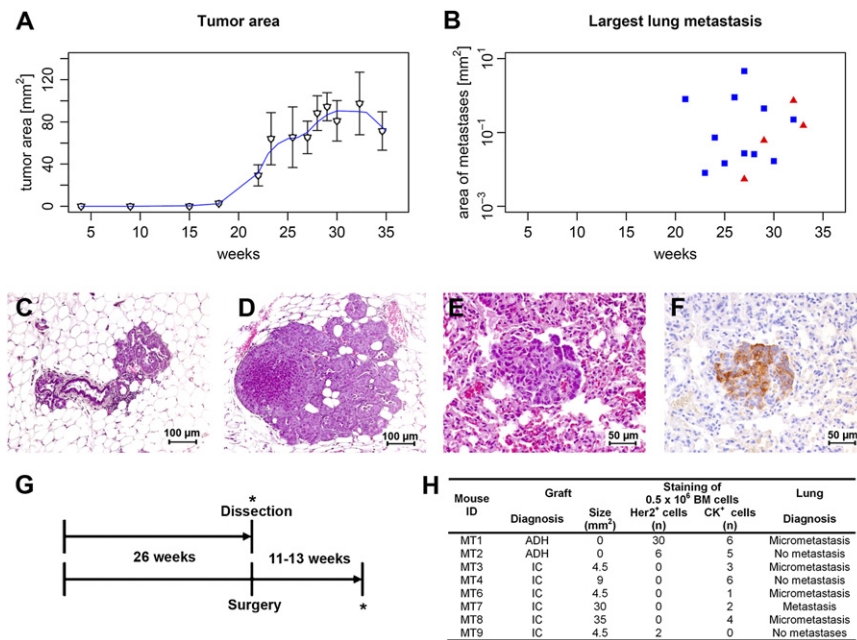 A
Tumor area
tumor area [mm²]
120
80
40
0
5 10 15 20 25 30 35
weeks
B
Largest lung metastasis
area of metastases [mm²]
10¹
10⁻¹
10⁻³
5 10 15 20 25 30 35
weeks
C
100 µm
D
100 µm
E
50 µm
F
50 µm
G
*
Dissection
26 weeks 11-13 weeks
Surgery *
H
Mouse ID Graft Staining of 0.5 x 10⁶ BM cells Lung
Diagnosis Size (mm²) Her2⁺ cells (n) CK⁺ cells (n) Diagnosis
MT1 ADH 0 30 6 Micrometastasis
MT2 ADH 0 6 5 No metastasis
MT3 IC 4.5 0 3 Micrometastasis
MT4 IC 9 0 6 No metastasis
MT6 IC 4.5 0 1 Micrometastasis
MT7 IC 30 0 2 Metastasis
MT8 IC 35 0 4 Micrometastasis
MT9 IC 4.5 2 0 No metastases